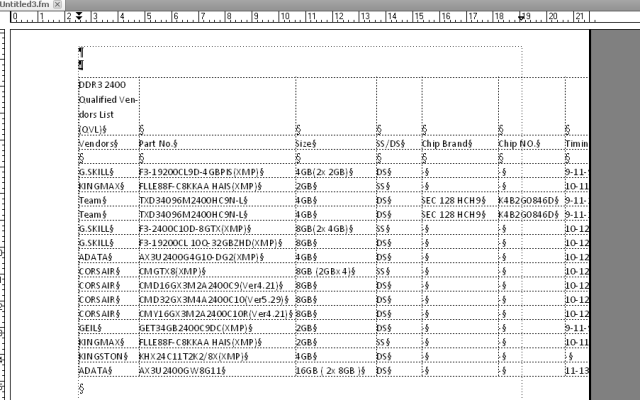 Untitled3.fm
0 1 2 4 5 6 7 8 9 10 11 12 13 14 15 16 17 18 19 20 21
DDR3 2400
Qualified Ven-
dors List
(QVL)§ § § § § §
Vendors§ Part No.§ Size§ SS/DS§ Chip Brand§ Chip NO.§ Timin
§ § § § § § §
G.SKILL§ F3-19200CL9D-4GBPIS(XMP)§ 4GB(2x 2GB)§ DS§ -§ -§ 9-11-
KINGMAX§ FLLE88F-C8KKAA HAIS(XMP)§ 2GB§ SS§ -§ -§ 10-11
Team§ TXD34096M2400HC9N-L§ 4GB§ DS§ SEC 128 HCH9§ K4B2G0846D§ 9-11-
Team§ TXD34096M2400HC9N-L§ 4GB§ DS§ SEC 128 HCH9§ K4B2G0846D§ 9-11-
G.SKILL§ F3-2400C10D-8GTX(XMP)§ 8GB(2x 4GB)§ SS§ -§ -§ 10-12
G.SKILL§ F3-19200CL 10Q-32GBZHD(XMP)§ 8GB§ DS§ -§ -§ 10-12
ADATA§ AX3U2400G4G10-DG2(XMP)§ 4GB§ DS§ -§ -§ 10-12
CORSAIR§ CMGTX8(XMP)§ 8GB (2GBx 4)§ SS§ -§ -§ 10-12
CORSAIR§ CMD16GX3M2A2400C9(Ver4.21)§ 8GB§ DS§ -§ -§ 10-12
CORSAIR§ CMD32GX3M4A2400C10(Ver5.29)§ 8GB§ DS§ -§ -§ 10-12
CORSAIR§ CMY16GX3M2A2400C10R(Ver4.21)§ 8GB§ DS§ -§ -§ 10-12
GEIL§ GET34GB2400C9DC(XMP)§ 2GB§ DS§ -§ -§ 9-11-
KINGMAX§ FLLE88F-C8KKAA HAIS(XMP)§ 2GB§ SS§ -§ -§ 10-11
KINGSTON§ KHX24C11T2K2/8X(XMP)§ 4GB§ DS§ -§ -§ -§
ADATA§ AX3U2400GW8G11§ 16GB ( 2x 8GB )§ DS§ -§ -§ 11-13
§